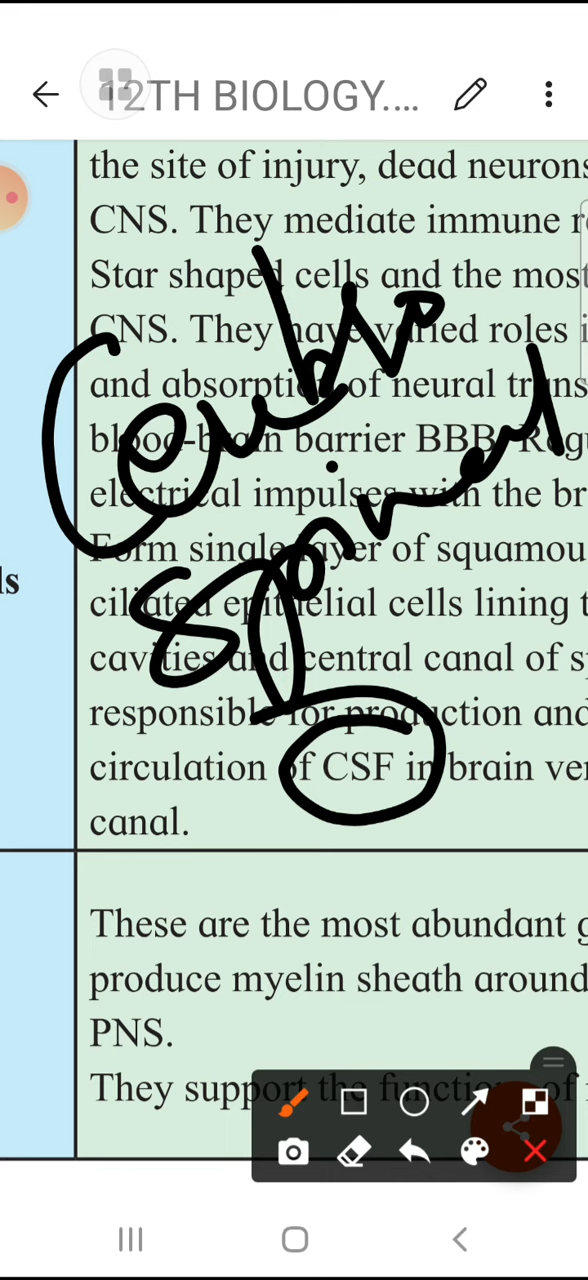 12TH BIOLOGY....
the site of injury, dead neurons
CNS. They mediate immune r
Star shaped cells and the most
CNS. They have varied roles i
and absorption of neural trans
blood-brain barrier BBB. Regu
electrical impulses with the br
Form single layer of squamou
ciliated epithelial cells lining t
cavities and central canal of s
responsible for production and
circulation of CSF in brain ve
canal.
ls
Cerebro
Spinal
These are the most abundant g
produce myelin sheath around
PNS.
They support the function of